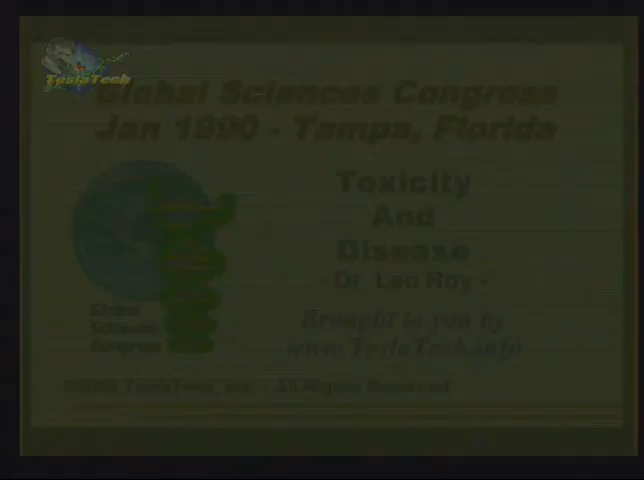 TeslaTech
Global Sciences Congress
Jan 1990 - Tampa, Florida
Toxicity
And
Disease
- Dr. Leo Roy -
Brought to you by
www.TeslaTech.info
Global
Sciences
Congress
TeslaTech, Inc. - All Rights Reserved